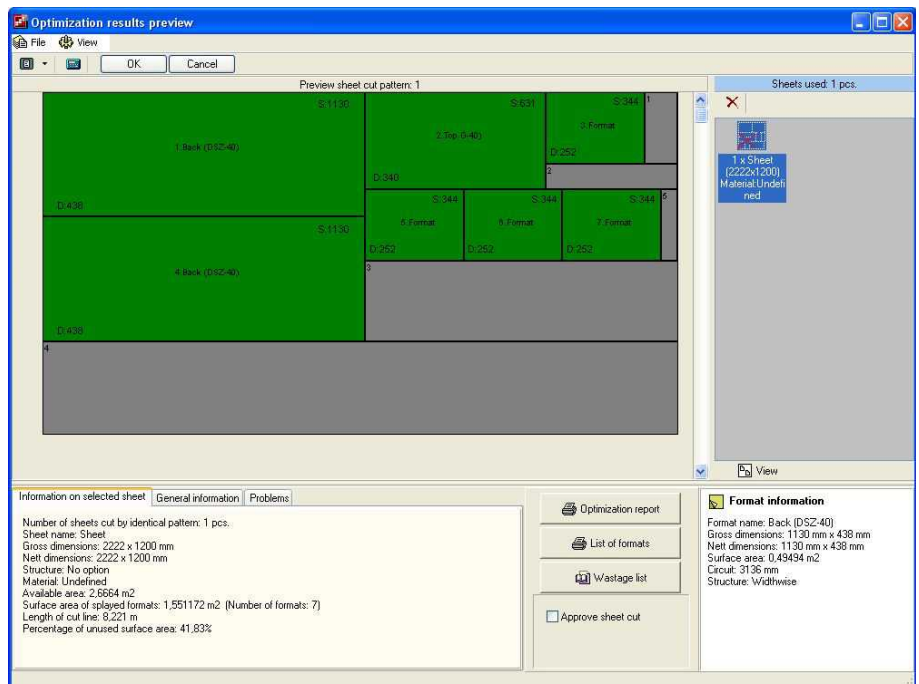 Optimization results preview
File View
OK Cancel
Preview sheet cut pattern: 1
Sheets used: 1 pcs.
S:1130
1.Back (DSZ-40)
D:438
S:631
2.Top (G-40)
D:340
S:344
3.Format
D:252
1
2
1 x Sheet
(2222x1200)
Material:Undefi
ned
S:1130
4.Back (DSZ-40)
D:438
S:344
5.Format
D:252
S:344
6.Format
D:252
S:344
7.Format
D:252
5
3
4
View
Information on selected sheet General information Problems
Number of sheets cut by identical pattern: 1 pcs.
Sheet name: Sheet
Gross dimensions: 2222 x 1200 mm
Nett dimensions: 2222 x 1200 mm
Structure: No option
Material: Undefined
Available area: 2,6664 m2
Surface area of splayed formats: 1,551172 m2 (Number of formats: 7)
Length of cut line: 8,221 m
Percentage of unused surface area: 41,83%
Optimization report
List of formats
Wastage list
Approve sheet cut
Format information
Format name: Back (DSZ-40)
Gross dimensions: 1130 mm x 438 mm
Nett dimensions: 1130 mm x 438 mm
Surface area: 0,49494 m2
Circuit: 3136 mm
Structure: Widthwise